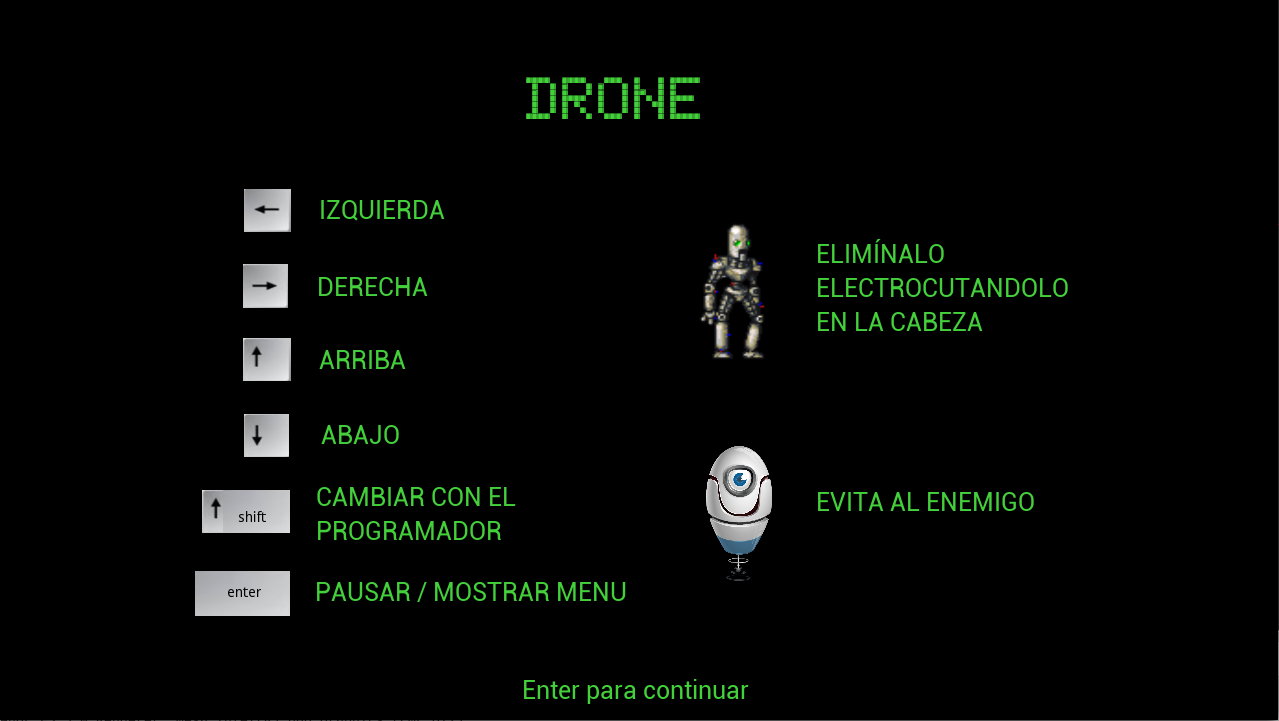 DRONE
IZQUIERDA
DERECHA
ARRIBA
ABAJO
shift
CAMBIAR CON EL
PROGRAMADOR
enter
PAUSAR / MOSTRAR MENU
ELIMÍNALO
ELECTROCUTANDOLO
EN LA CABEZA
EVITA AL ENEMIGO
Enter para continuar